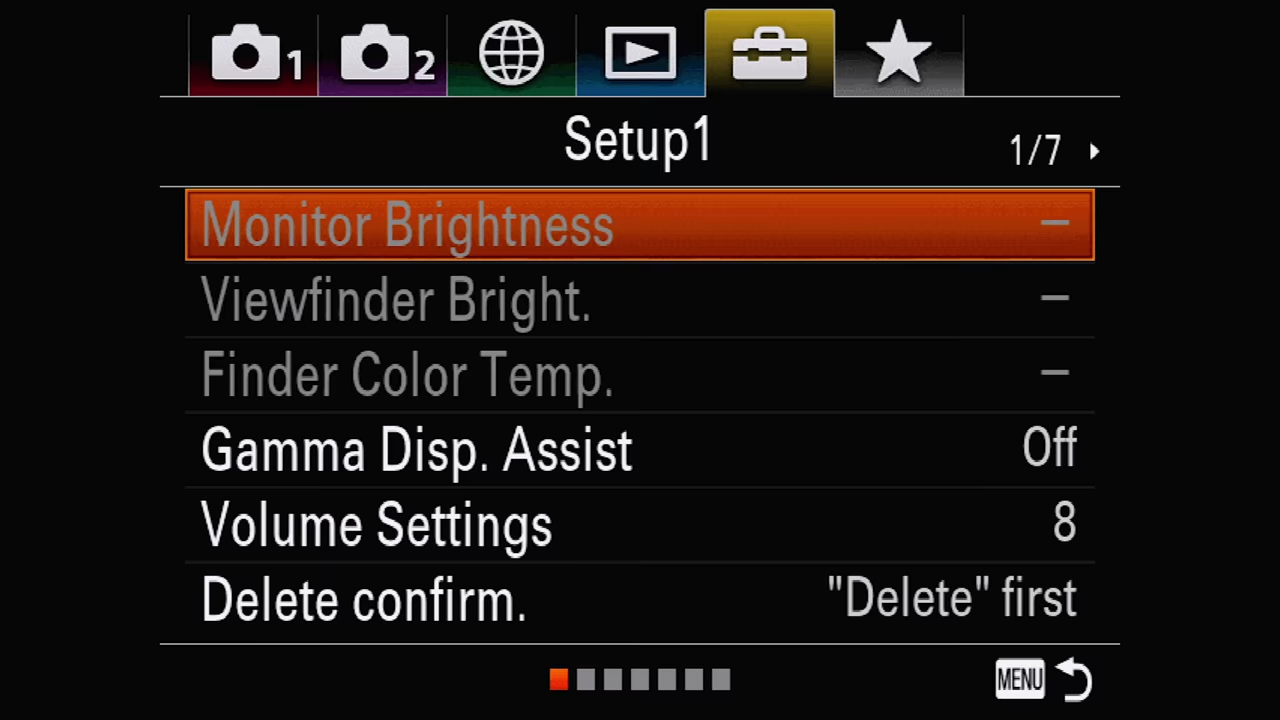 1 2
Setup1
1/7
Monitor Brightness –
Viewfinder Bright. –
Finder Color Temp. –
Gamma Disp. Assist Off
Volume Settings 8
Delete confirm. "Delete" first
MENU